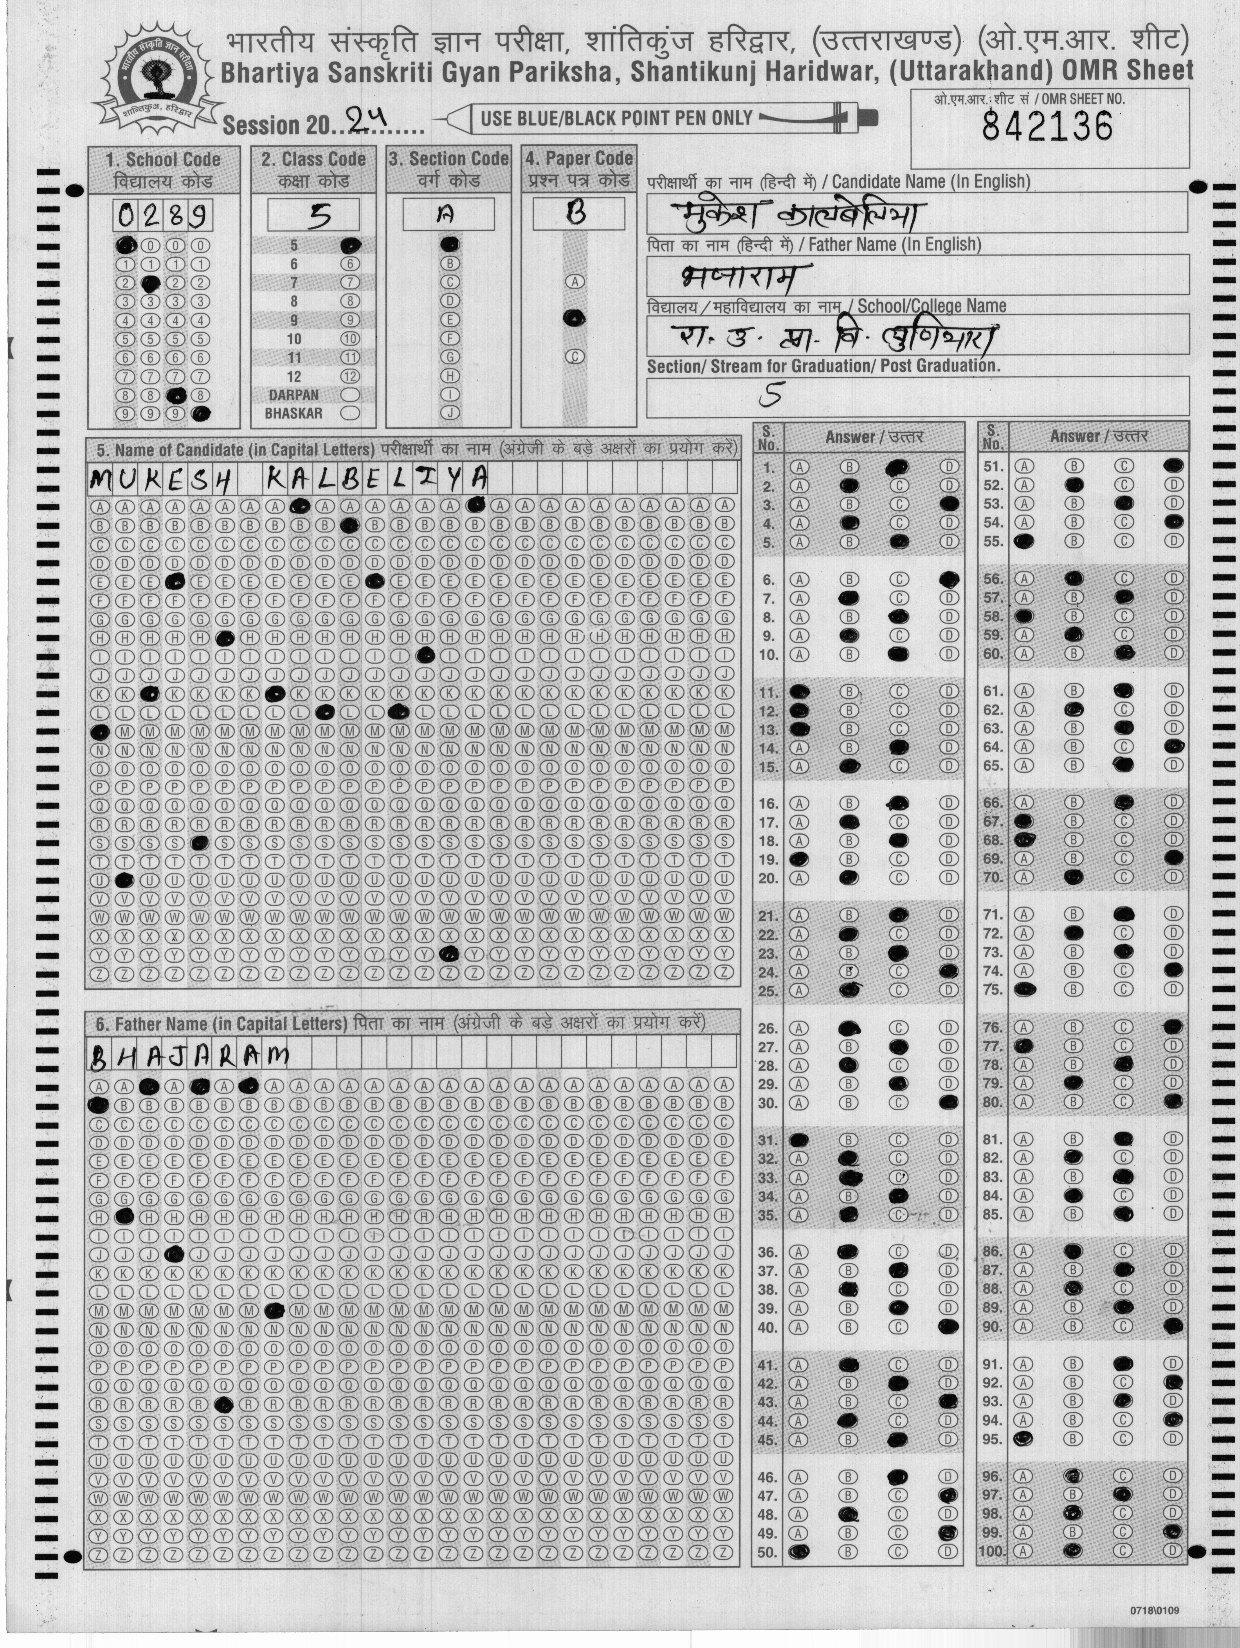 भारतीय संस्कृति ज्ञान परीक्षा, शांतिकुंज हरिद्वार, (उत्तराखण्ड) (ओ.एम.आर. शीट)
Bhartiya Sanskriti Gyan Pariksha, Shantikunj Haridwar, (Uttarakhand) OMR Sheet
Session 20..24..........
USE BLUE/BLACK POINT PEN ONLY
ओ.एम.आर. शीट सं / OMR SHEET NO.
842136
1. School Code
विद्यालय कोड
0289
2. Class Code
कक्षा कोड
5
5
6
7
8
9
10
11
12
DARPAN
BHASKAR
3. Section Code
वर्ग कोड
A
4. Paper Code
प्रश्न पत्र कोड
B
परीक्षार्थी का नाम (हिन्दी में) / Candidate Name (In English)
मुकेश कालबेलिया
पिता का नाम (हिन्दी में) / Father Name (In English)
भजाराम
विद्यालय / महाविद्यालय का नाम / School/College Name
रा. उ. प्रा. वि.
Section/ Stream for Graduation/ Post Graduation.
5
5. Name of Candidate (in Capital Letters) परीक्षार्थी का नाम (अंग्रेजी के बड़े अक्षरों का प्रयोग करें)
MUKESH KALBELIYA
6. Father Name (in Capital Letters) पिता का नाम (अंग्रेजी के बड़े अक्षरों का प्रयोग करें)
BHAJARAM
S. No. Answer / उत्तर
S. No. Answer / उत्तर
0718\0109